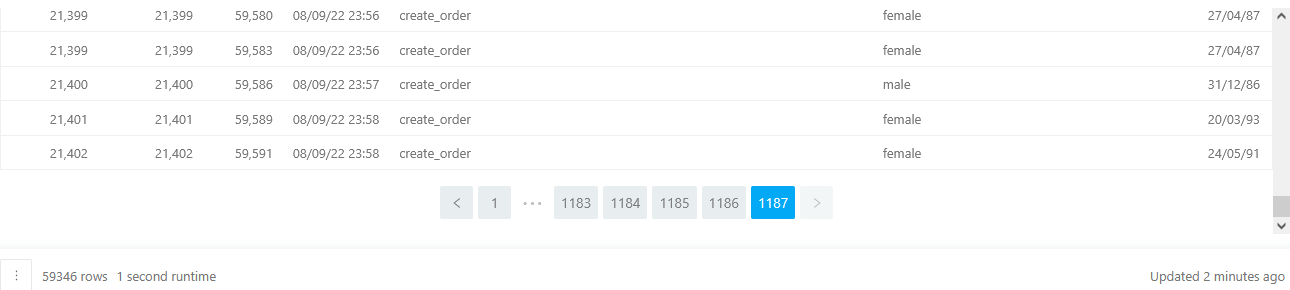 21,399 21,399 59,580 08/09/22 23:56 create_order female 27/04/87
21,399 21,399 59,583 08/09/22 23:56 create_order female 27/04/87
21,400 21,400 59,586 08/09/22 23:57 create_order male 31/12/86
21,401 21,401 59,589 08/09/22 23:58 create_order female 20/03/93
21,402 21,402 59,591 08/09/22 23:58 create_order female 24/05/91
< 1 ••• 1183 1184 1185 1186 1187 >
59346 rows 1 second runtime Updated 2 minutes ago